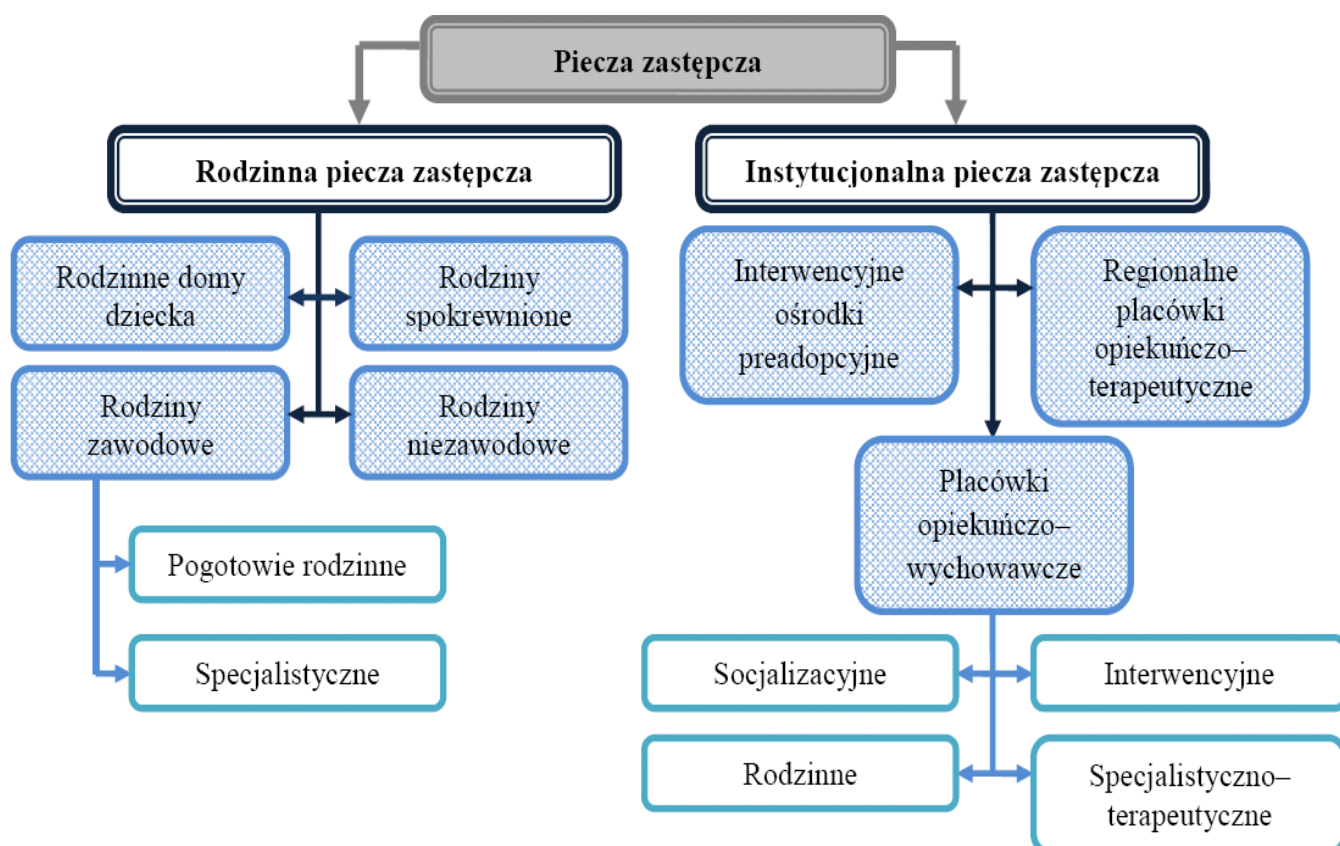 Piecza zastępcza
Rodzinna piecza zastępcza
Instytucjonalna piecza zastępcza
Rodzinne domy
dziecka
Rodziny
spokrewnione
Rodziny
zawodowe
Rodziny
niezawodowe
Pogotowie rodzinne
Specjalistyczne
Interwencyjne
ośrodki
preadopcyjne
Regionalne
placówki
opiekuńczo–
terapeutyczne
Placówki
opiekuńczo–
wychowawcze
Socjalizacyjne
Interwencyjne
Rodzinne
Specjalistyczno–
terapeutyczne